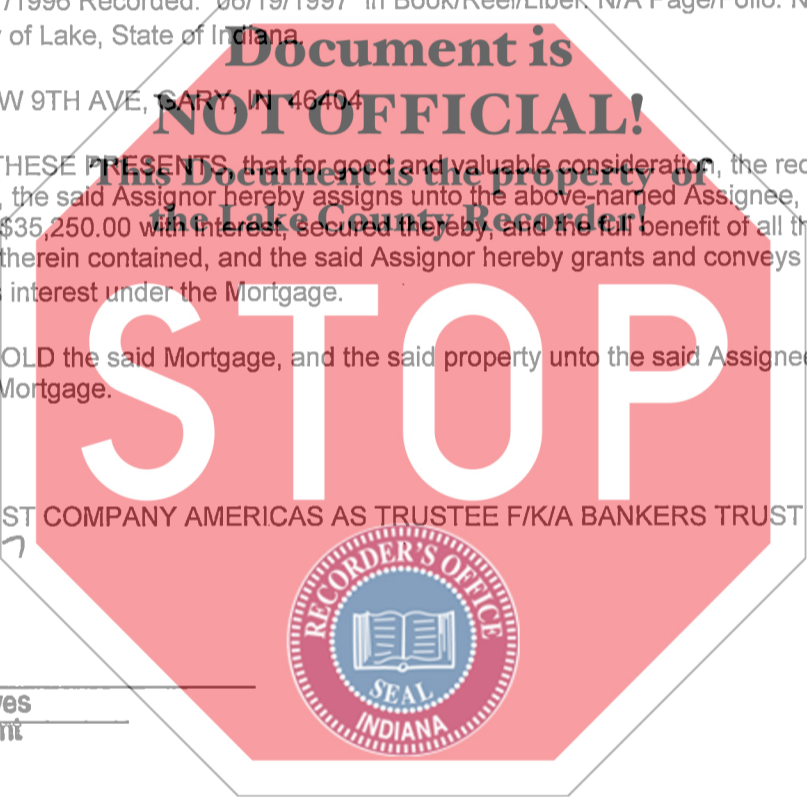 /1996 Recorded: 06/19/1997 in Book/Reel/Liber: N/A Page/Folio: N
y of Lake, State of Indiana.
Document is
W 9TH AVE, GARY, IN 46404
NOT OFFICIAL!
THESE PRESENTS, that for good and valuable consideration, the rec
This Document is the property of
, the said Assignor hereby assigns unto the above-named Assignee,
the Lake County Recorder!
$35,250.00 with interest, secured thereby, and the full benefit of all th
therein contained, and the said Assignor hereby grants and conveys
s interest under the Mortgage.
OLD the said Mortgage, and the said property unto the said Assignee
Mortgage.
STOP
ST COMPANY AMERICAS AS TRUSTEE F/K/A BANKERS TRUST
RECORDER'S OFFICE
SEAL
INDIANA
ves
nt